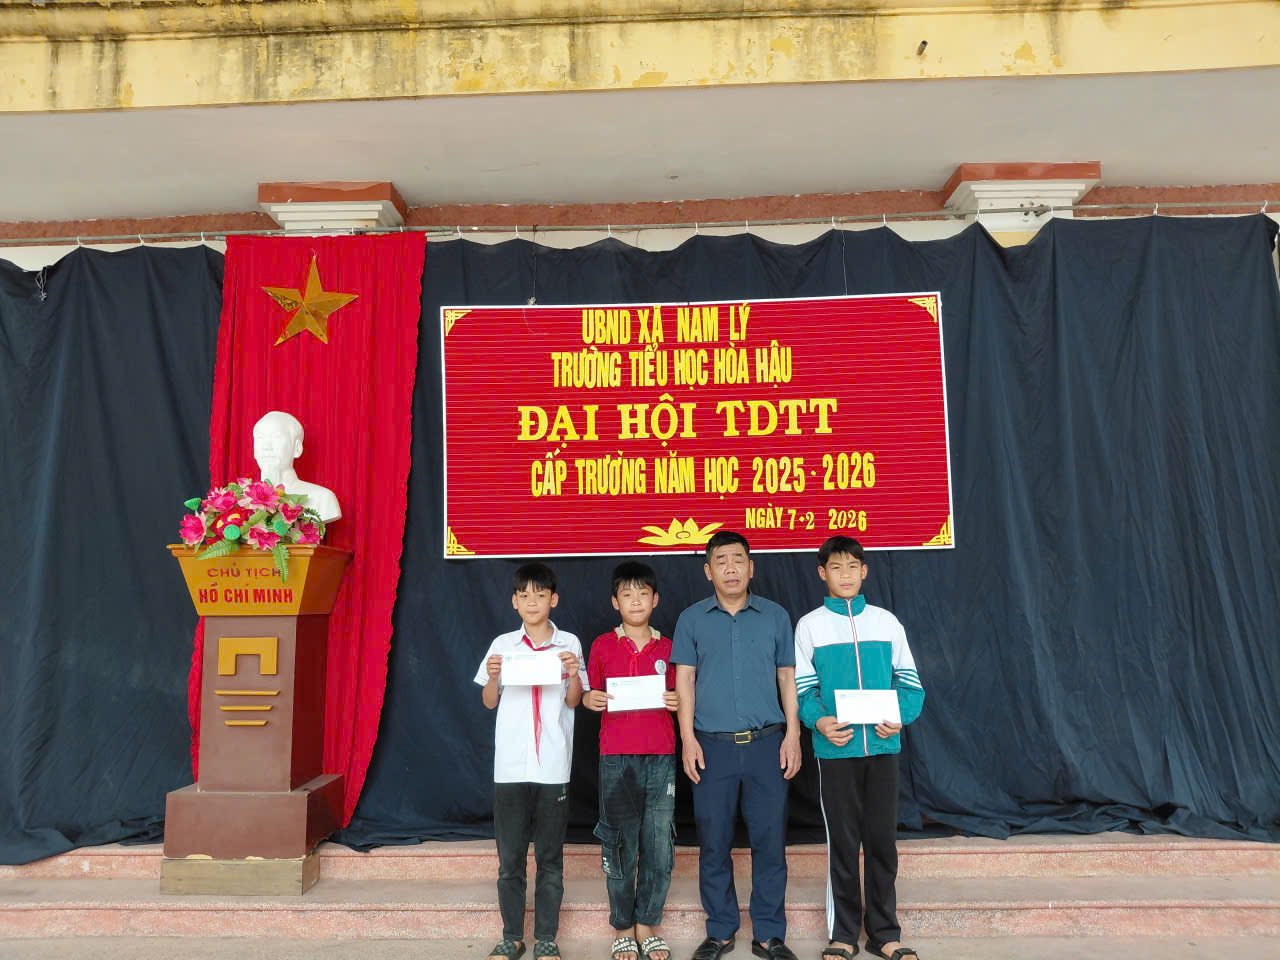 UBND XÃ NAM LÝ
TRƯỜNG TIỂU HỌC HÒA HẬU
ĐẠI HỘI TDTT
CẤP TRƯỜNG NĂM HỌC 2025 - 2026
NGÀY 7-2 2026
CHỦ TỊCH
HỒ CHÍ MINH